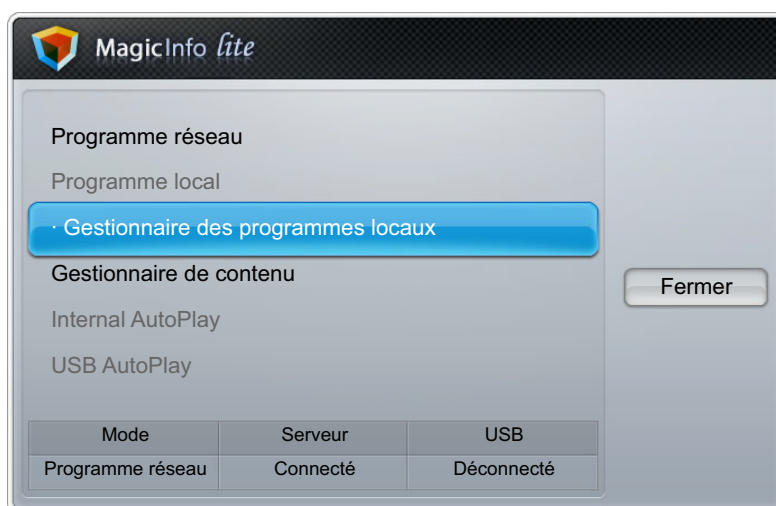 MagicInfo lite
Programme réseau
Programme local
· Gestionnaire des programmes locaux
Gestionnaire de contenu
Internal AutoPlay
USB AutoPlay
Fermer
Mode Serveur USB
Programme réseau Connecté Déconnecté